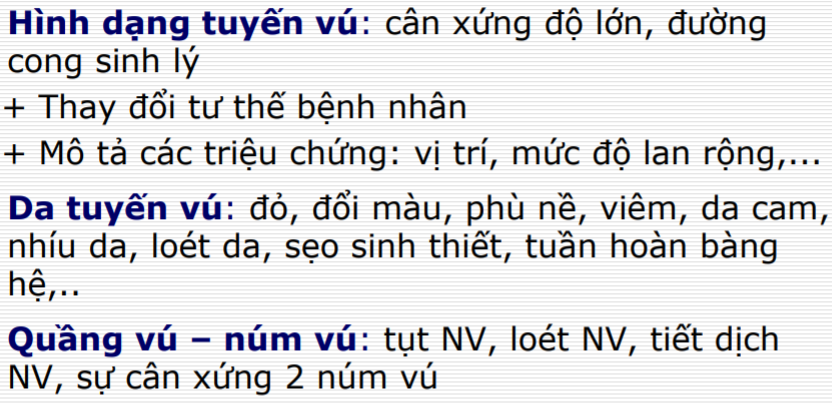 Hình dạng tuyến vú: cân xứng độ lớn, đường
cong sinh lý
+ Thay đổi tư thế bệnh nhân
+ Mô tả các triệu chứng: vị trí, mức độ lan rộng,...
Da tuyến vú: đỏ, đổi màu, phù nề, viêm, da cam,
nhíu da, loét da, sẹo sinh thiết, tuần hoàn bàng
hệ,..
Quầng vú – núm vú: tụt NV, loét NV, tiết dịch
NV, sự cân xứng 2 núm vú